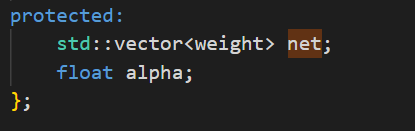 protected:
    std::vector<weight> net;
    float alpha;
};